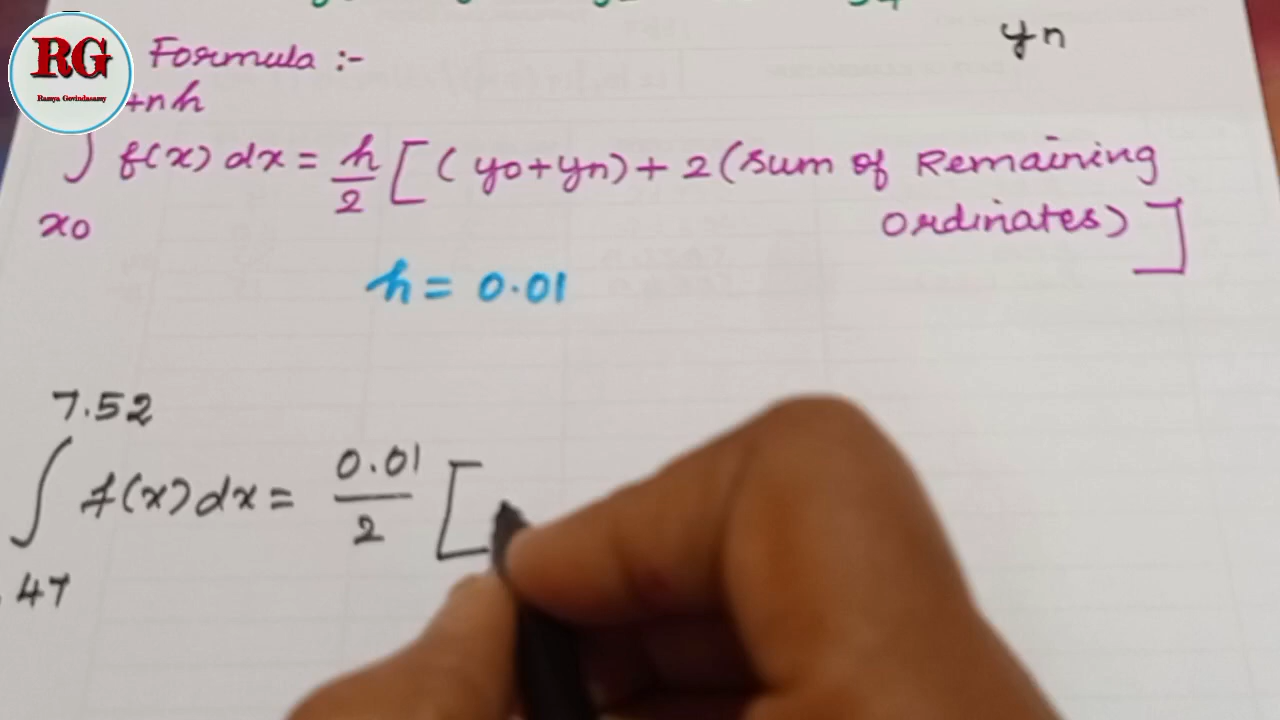 yn
RG
Ramya Govindasamy
Formula :-
+nh
∫ f(x) dx = h/2 [ ( y0+yn) + 2 (sum of Remaining
x0
ordinates) ]
h = 0.01
7.52
∫ f(x) dx = 0.01/2 [
.47